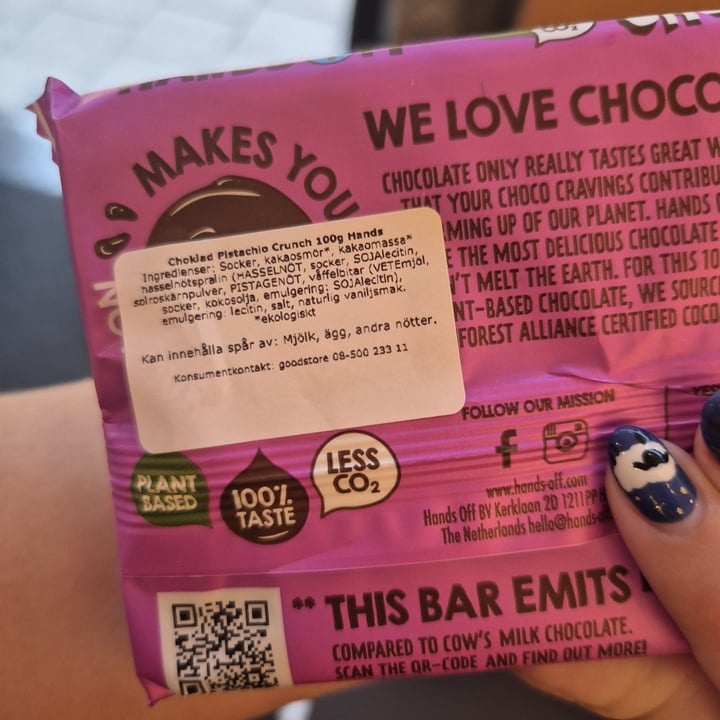 MAKES YOU
WE LOVE CHOCO
CHOCOLATE ONLY REALLY TASTES GREAT
THAT YOUR CHOCO CRAVINGS CONTRIBU
MING UP OF OUR PLANET. HANDS
THE MOST DELICIOUS CHOCOLATE
'T MELT THE EARTH. FOR THIS 10
NT-BASED CHOCOLATE, WE SOURC
FOREST ALLIANCE CERTIFIED COCO
Choklad Pistachio Crunch 100g Hands
Ingredienser: Socker, kakaosmör*, kakaomassa*
hasselnötspralin (HASSELNÖT, socker, SOJAlecitin,
solroskärnpulver, PISTAGENÖT, våffelbitar (VETEmjöl,
socker, kokosolja, emulgering: SOJAlecitin),
emulgering: lecitin, salt, naturlig vaniljsmak.
*ekologiskt
Kan innehålla spår av: Mjölk, ägg, andra nötter.
Konsumentkontakt: goodstore 08-500 233 11
FOLLOW OUR MISSION
www.hands-off.com
Hands Off BV Kerklaan 20 1211PP
The Netherlands hello@hands-o
PLANT
BASED
100%
TASTE
LESS
CO₂
** THIS BAR EMITS
COMPARED TO COW'S MILK CHOCOLATE.
SCAN THE QR-CODE AND FIND OUT MORE!